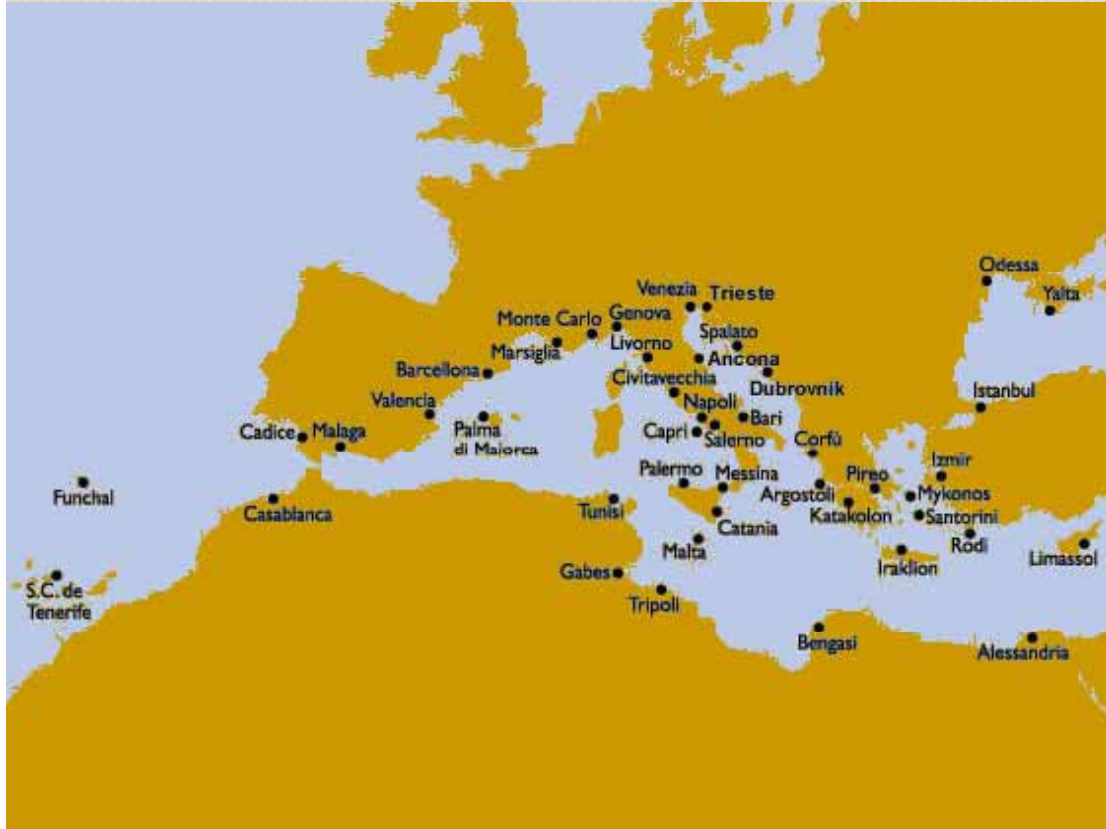 Odessa
Yalta
Venezia
Trieste
Genova
Monte Carlo
Spalato
Livorno
Marsiglia
Ancona
Barcellona
Civitavecchia
Dubrovnik
Istanbul
Valencia
Napoli
Bari
Cadice
Malaga
Palma
di Maiorca
Capri
Salerno
Corfù
Izmir
Palermo
Messina
Pireo
Funchal
Argostoli
Mykonos
Casablanca
Tunisi
Katakolon
Santorini
Catania
Rodi
Malta
Limassol
Iraklion
Gabes
S.C. de
Tenerife
Tripoli
Bengasi
Alessandria